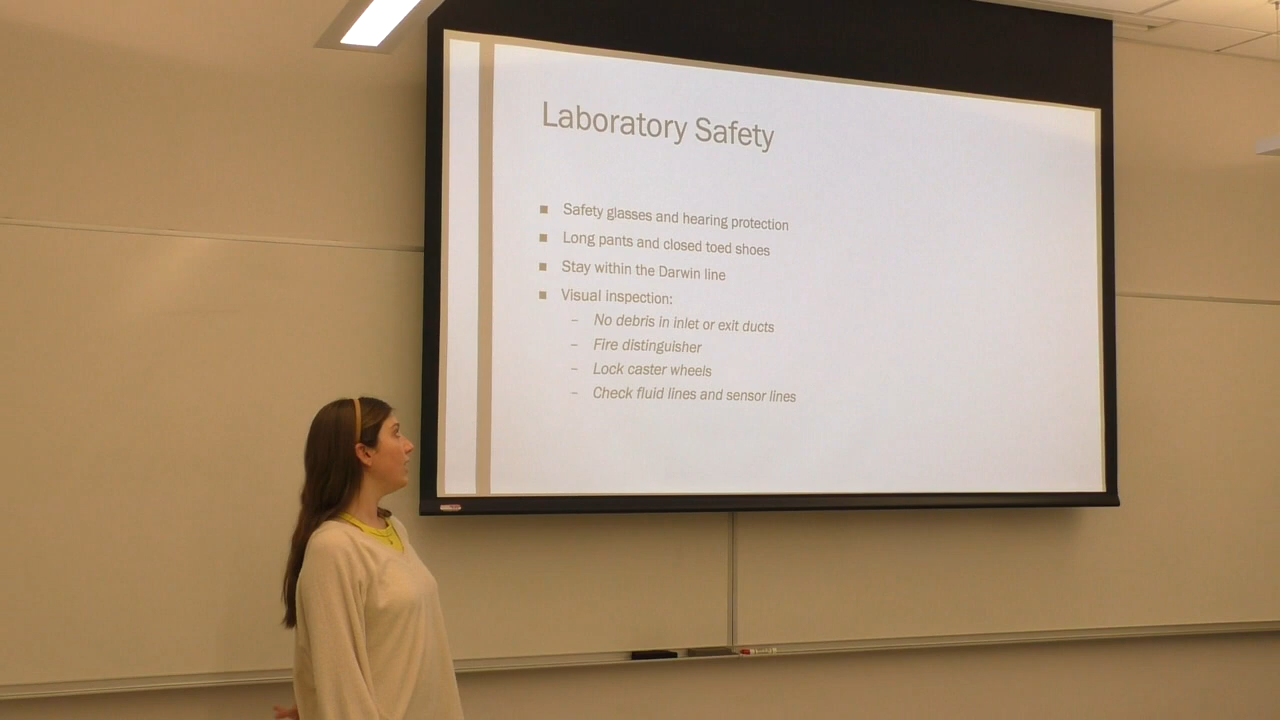 Laboratory Safety
Safety glasses and hearing protection
Long pants and closed toed shoes
Stay within the Darwin line
Visual inspection:
– No debris in inlet or exit ducts
– Fire distinguisher
– Lock caster wheels
– Check fluid lines and sensor lines